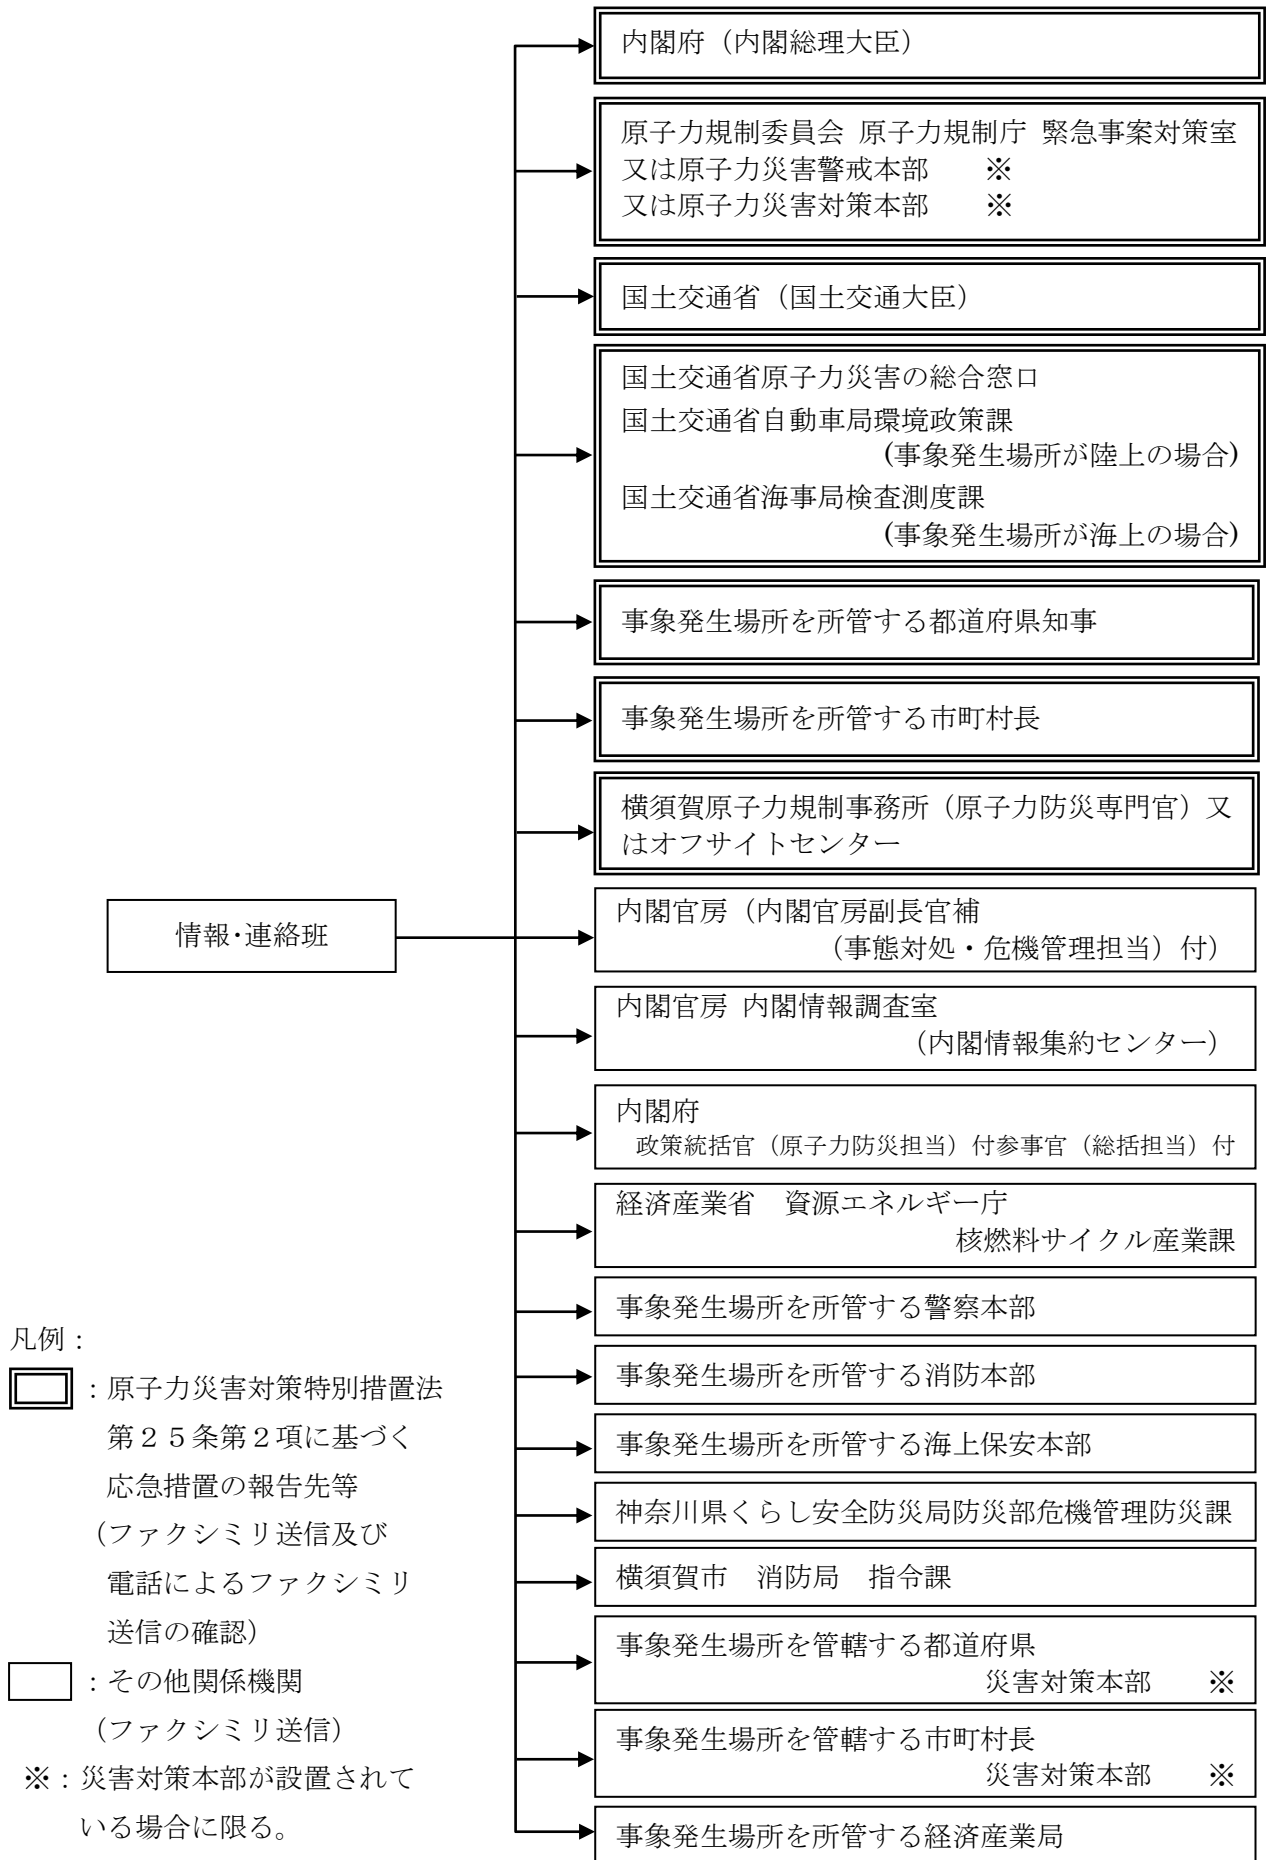 内閣府（内閣総理大臣）
原子力規制委員会 原子力規制庁 緊急事案対策室
又は原子力災害警戒本部　　※
又は原子力災害対策本部　　※
国土交通省（国土交通大臣）
国土交通省原子力災害の総合窓口
国土交通省自動車局環境政策課
(事象発生場所が陸上の場合)
国土交通省海事局検査測度課
(事象発生場所が海上の場合)
事象発生場所を所管する都道府県知事
事象発生場所を所管する市町村長
横須賀原子力規制事務所（原子力防災専門官）又
はオフサイトセンター
情報･連絡班
内閣官房（内閣官房副長官補
（事態対処・危機管理担当）付）
内閣官房 内閣情報調査室
（内閣情報集約センター）
内閣府
政策統括官（原子力防災担当）付参事官（総括担当）付
経済産業省　資源エネルギー庁
核燃料サイクル産業課
事象発生場所を所管する警察本部
事象発生場所を所管する消防本部
事象発生場所を所管する海上保安本部
神奈川県くらし安全防災局防災部危機管理防災課
横須賀市　消防局　指令課
事象発生場所を管轄する都道府県
災害対策本部　　※
事象発生場所を管轄する市町村長
災害対策本部　　※
事象発生場所を所管する経済産業局
凡例：
：原子力災害対策特別措置法
第２５条第２項に基づく
応急措置の報告先等
（ファクシミリ送信及び
電話によるファクシミリ
送信の確認）
：その他関係機関
（ファクシミリ送信）
※：災害対策本部が設置されて
いる場合に限る。